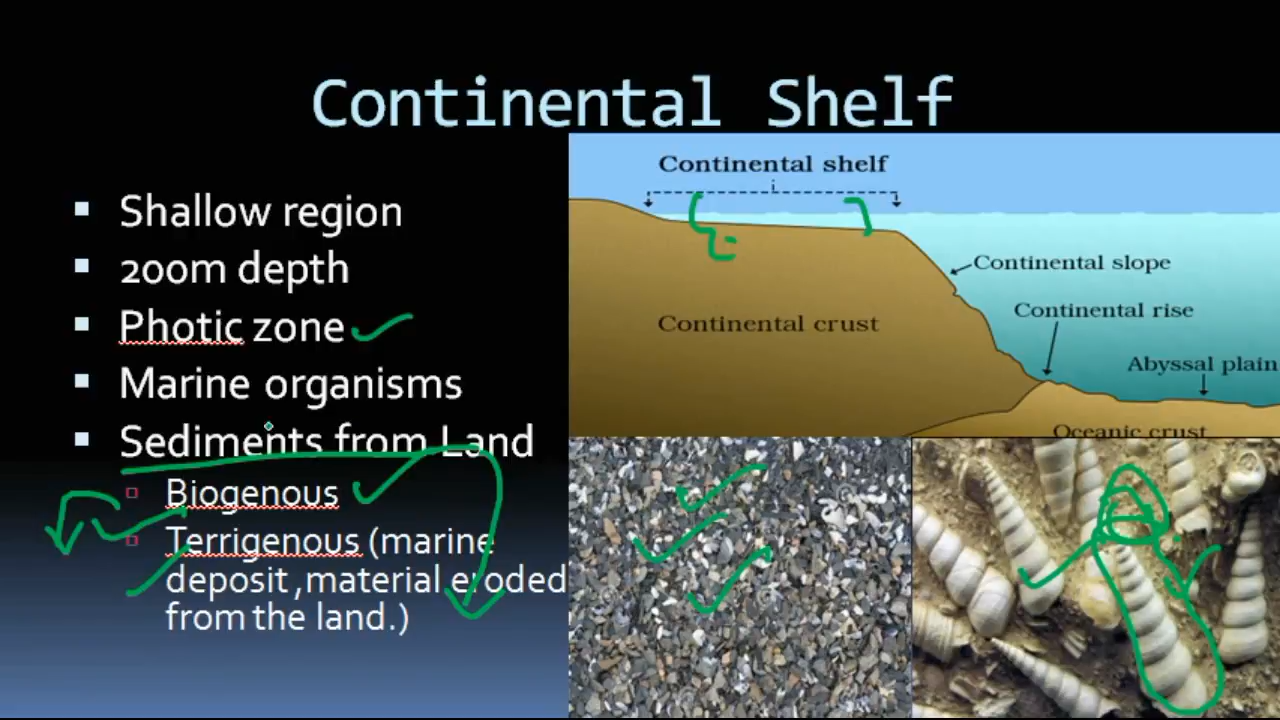 Continental Shelf
Shallow region
200m depth
Photic zone
Marine organisms
Sediments from Land
Biogenous
Terrigenous (marine
deposit ,material eroded
from the land.)
Continental shelf
Continental slope
Continental rise
Continental crust
Abyssal plain
Oceanic crust